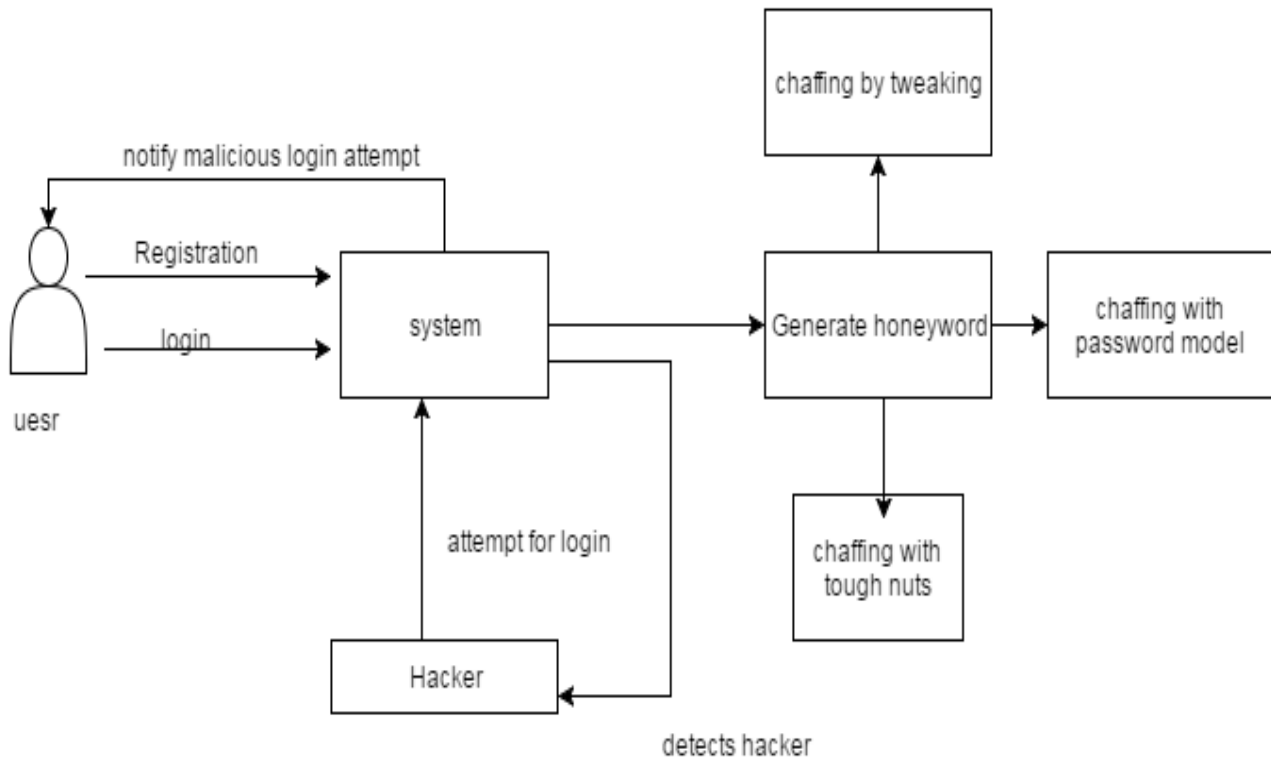 chaffing by tweaking
notify malicious login attempt
Registration
login
uesr
system
Generate honeyword
chaffing with
password model
attempt for login
chaffing with
tough nuts
Hacker
detects hacker